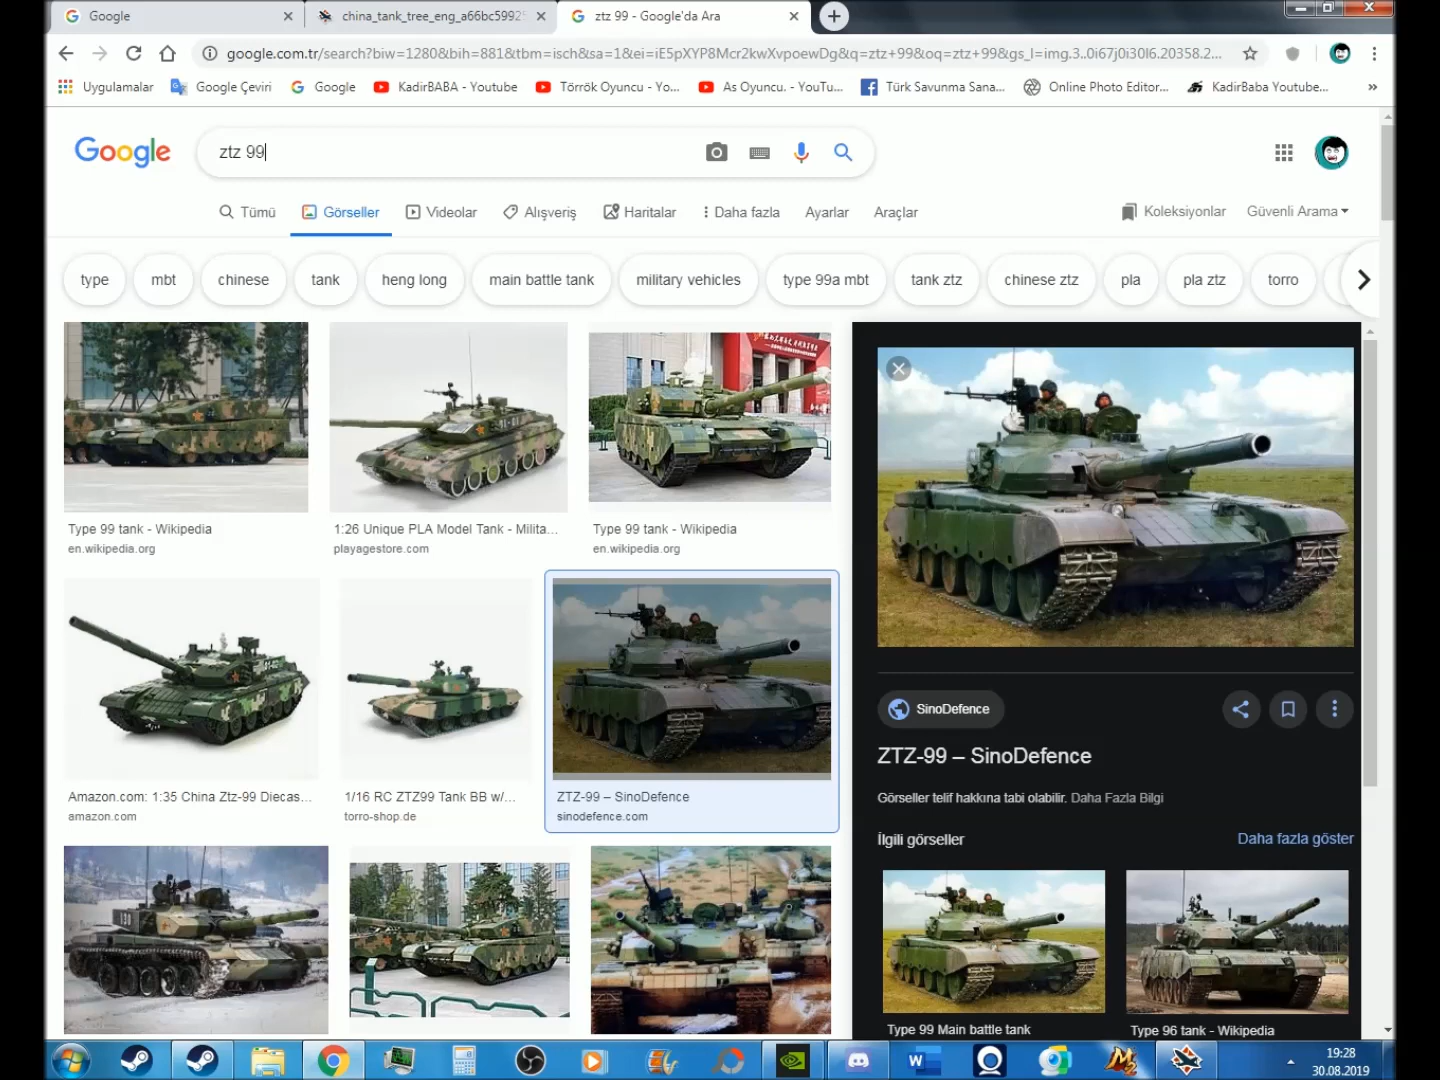 Google
china_tank_tree_eng_a66bc59925
ztz 99 - Google'da Ara
google.com.tr/search?biw=1280&bih=881&tbm=isch&sa=1&ei=iE5pXYP8Mcr2kwXvpoewDg&q=ztz+99&oq=ztz+99&gs_l=img.3..0i67j0i30l6.20358.2...
Uygulamalar
Google Çeviri
Google
KadirBABA - Youtube
Törrök Oyuncu - Yo...
As Oyuncu. - YouTu...
Türk Savunma Sana...
Online Photo Editor...
KadirBaba Youtube...
»
Google
ztz 99
Tümü
Görseller
Videolar
Alışveriş
Haritalar
Daha fazla
Ayarlar
Araçlar
Koleksiyonlar
Güvenli Arama
type
mbt
chinese
tank
heng long
main battle tank
military vehicles
type 99a mbt
tank ztz
chinese ztz
pla
pla ztz
torro
Type 99 tank - Wikipedia
en.wikipedia.org
1:26 Unique PLA Model Tank - Milita...
playagestore.com
Type 99 tank - Wikipedia
en.wikipedia.org
Amazon.com: 1:35 China Ztz-99 Diecas...
amazon.com
1/16 RC ZTZ99 Tank BB w/...
torro-shop.de
ZTZ-99 – SinoDefence
sinodefence.com
SinoDefence
ZTZ-99 – SinoDefence
Görseller telif hakkına tabi olabilir. Daha Fazla Bilgi
İlgili görseller
Daha fazla göster
Type 99 Main battle tank
Type 96 tank - Wikipedia
19:28
30.08.2019